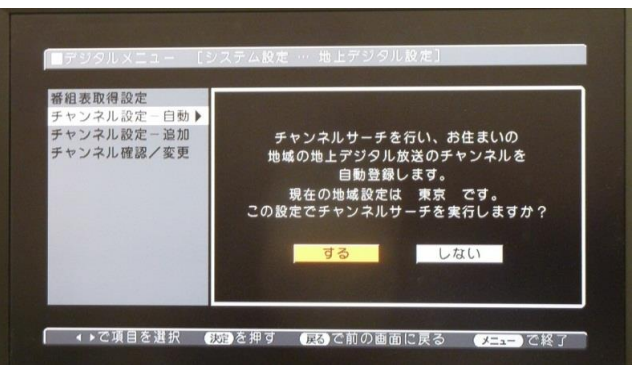 ■デジタルメニュー [システム設定 … 地上デジタル設定]
番組表取得設定
チャンネル設定－自動▶
チャンネル設定－追加
チャンネル確認／変更
チャンネルサーチを行い、お住まいの
地域の地上デジタル放送のチャンネルを
自動登録します。
現在の地域設定は 東京 です。
この設定でチャンネルサーチを実行しますか？
する しない
◀▶で項目を選択 決定を押す 戻るで前の画面に戻る メニューで終了